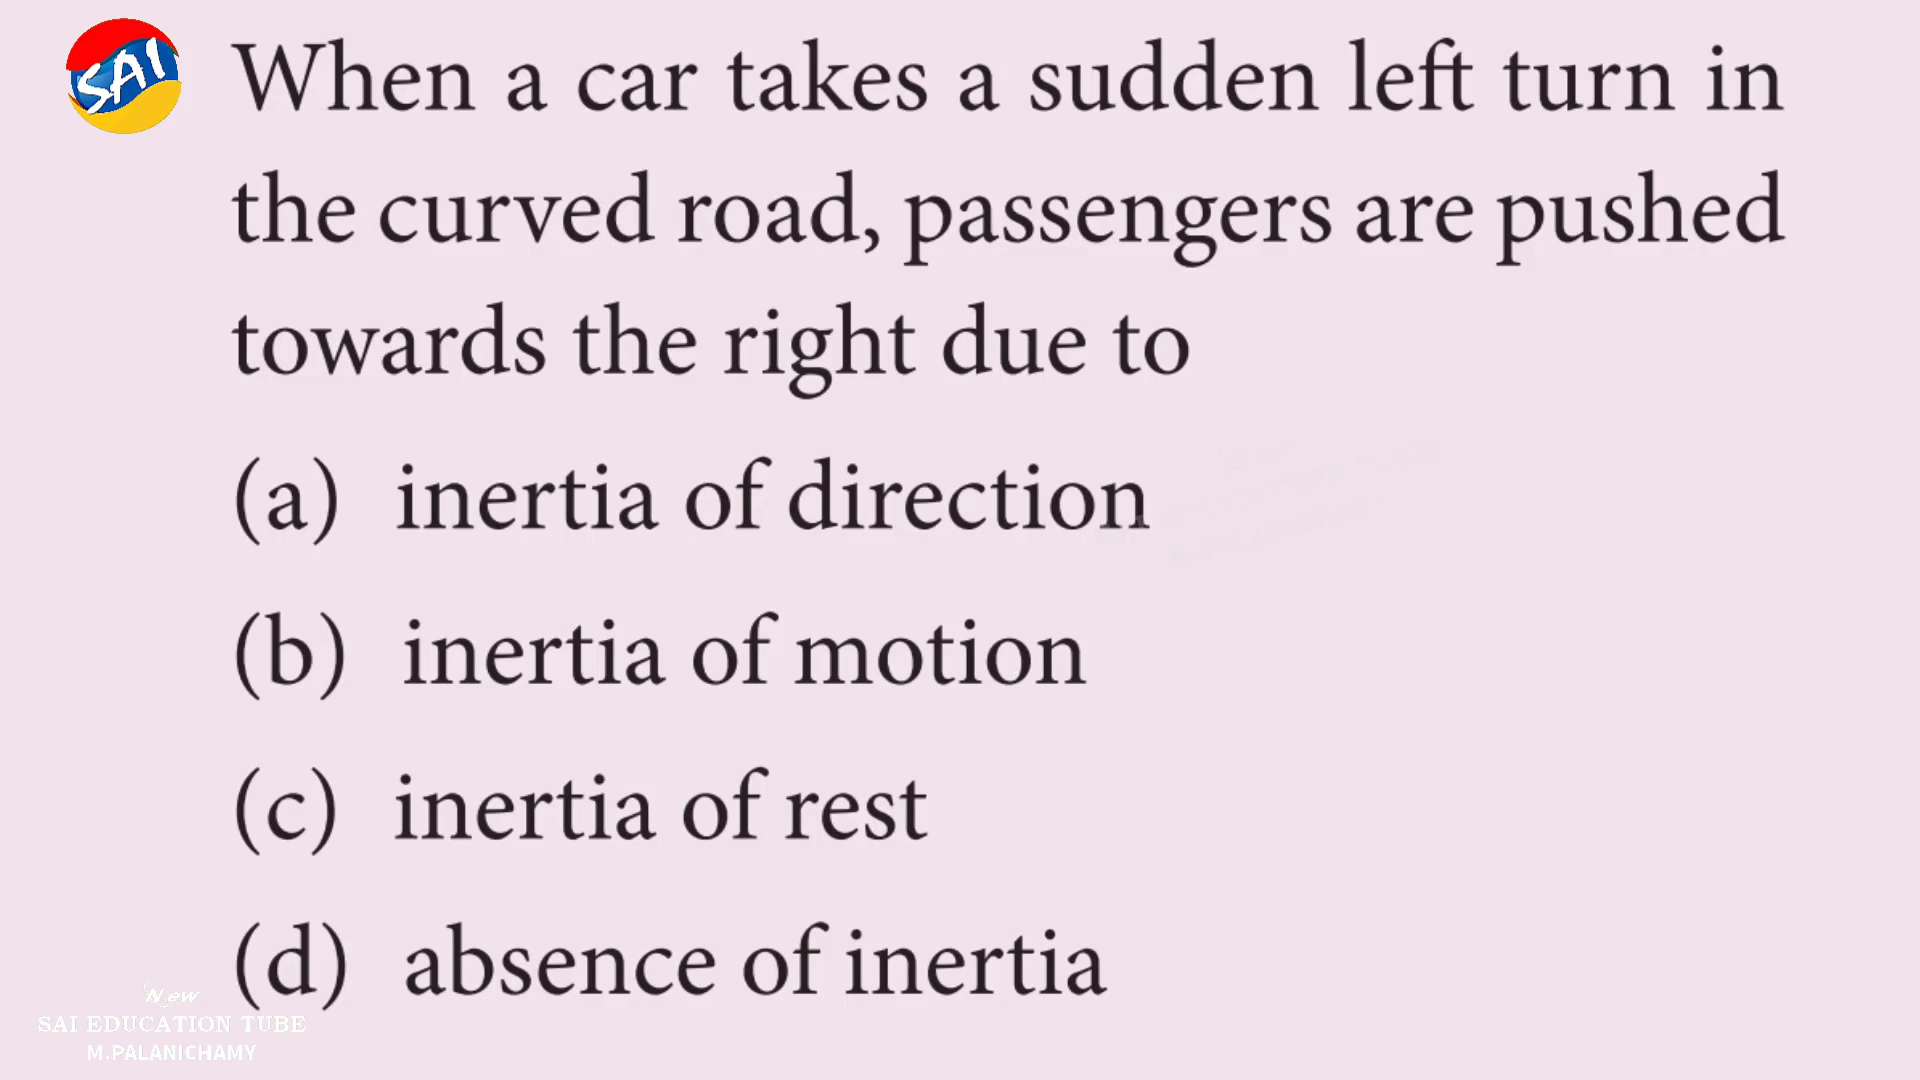 SAI
When a car takes a sudden left turn in
the curved road, passengers are pushed
towards the right due to
(a) inertia of direction
(b) inertia of motion
(c) inertia of rest
(d) absence of inertia
New
SAI EDUCATION TUBE
M.PALANICHAMY